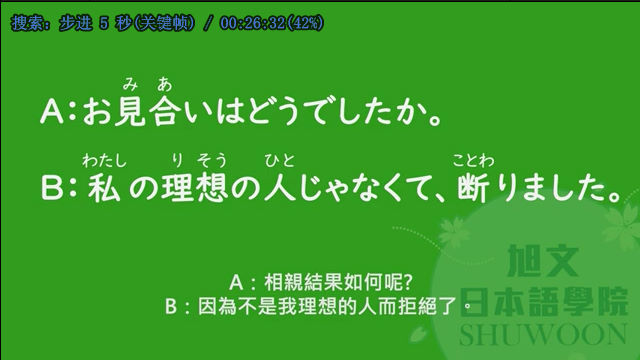 搜索: 步进 5 秒(关键帧) / 00:26:32(42%)
み あ
A：お見合いはどうでしたか。
わたし り そう ひと ことわ
B：私の理想の人じゃなくて、断りました。
A：相親結果如何呢?
B：因為不是我理想的人而拒絕了。
旭文
日本語學院
SHUWOON